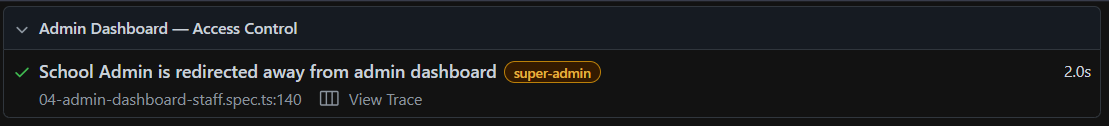 Admin Dashboard — Access Control
School Admin is redirected away from admin dashboard super-admin 2.0s
04-admin-dashboard-staff.spec.ts:140 View Trace